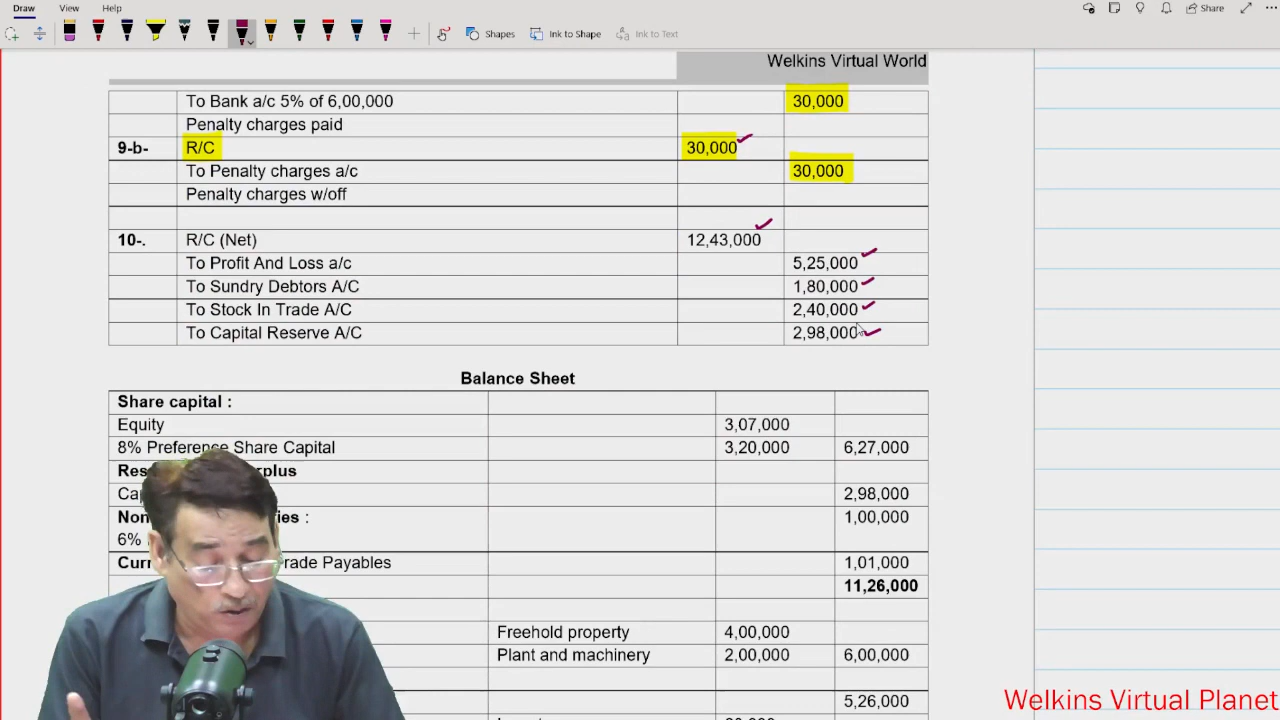 Draw View Help
Share
Shapes Ink to Shape Ink to Text
Welkins Virtual World
To Bank a/c 5% of 6,00,000 30,000
Penalty charges paid
9-b- R/C 30,000
To Penalty charges a/c 30,000
Penalty charges w/off
10-. R/C (Net) 12,43,000
To Profit And Loss a/c 5,25,000
To Sundry Debtors A/C 1,80,000
To Stock In Trade A/C 2,40,000
To Capital Reserve A/C 2,98,000
Balance Sheet
Share capital :
Equity 3,07,000
8% Preference Share Capital 3,20,000 6,27,000
2,98,000
1,00,000
6%
Trade Payables 1,01,000
11,26,000
Freehold property 4,00,000
Plant and machinery 2,00,000 6,00,000
5,26,000
Welkins Virtual Planet